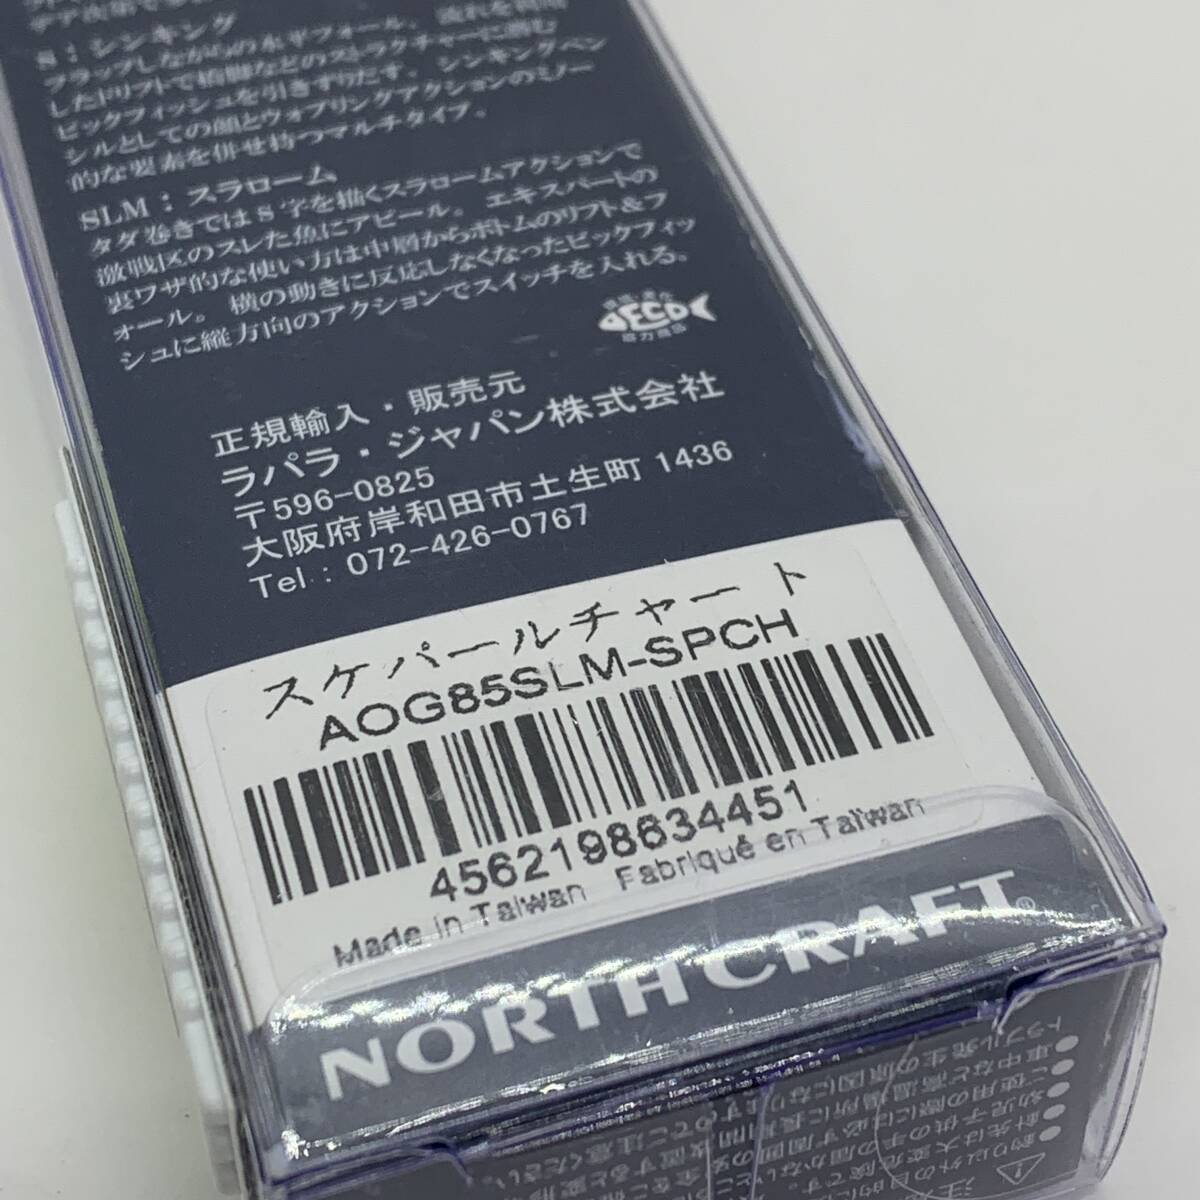 S：シンキング
フラップしながらの水平フォール。流れを利用
したドリフトで橋脚などのストラクチャーに潜む
ビックフィッシュを引きずりだす。シンキングペン
シルとしての顔とウォブリングアクションのミノー
的な要素を併せ持つマルチタイプ。
SLM：スラローム
タダ巻きではS字を描くスラロームアクションで
激戦区のスレた魚にアピール。エキスパートの
裏ワザ的な使い方は中層からボトムのリフト＆フ
ォール。横の動きに反応しなくなったビックフィッ
シュに縦方向のアクションでスイッチを入れる。
ECO
協力商品
正規輸入・販売元
ラパラ・ジャパン株式会社
〒596-0825
大阪府岸和田市土生町 1436
Tel：072-426-0767
スケパールチャート
AOG85SLM-SPCH
4562198634451
Made in Taiwan Fabriqué en Taiwan
NORTHCRAFT®